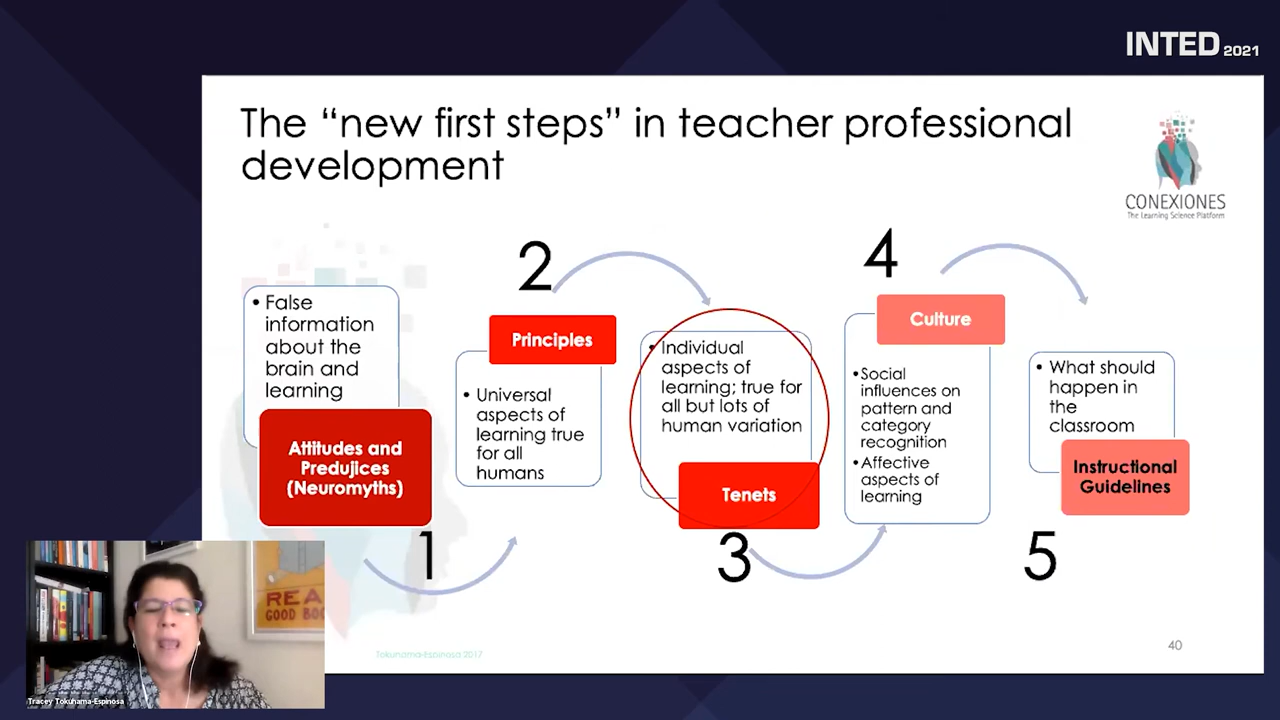 INTED 2021
The “new first steps” in teacher professional
development
CONEXIONES
The Learning Science Platform
• False
information
about the
brain and
learning
Attitudes and
Predujices
(Neuromyths)
1
2
Principles
• Universal
aspects of
learning true
for all
humans
• Individual
aspects of
learning; true for
all but lots of
human variation
Tenets
3
4
Culture
•Social
influences on
pattern and
category
recognition
•Affective
aspects of
learning
• What should
happen in
the
classroom
Instructional
Guidelines
5
REA
GOOD BOO
Tracey Tokuhama-Espinosa
Tokuhama-Espinosa 2017
40